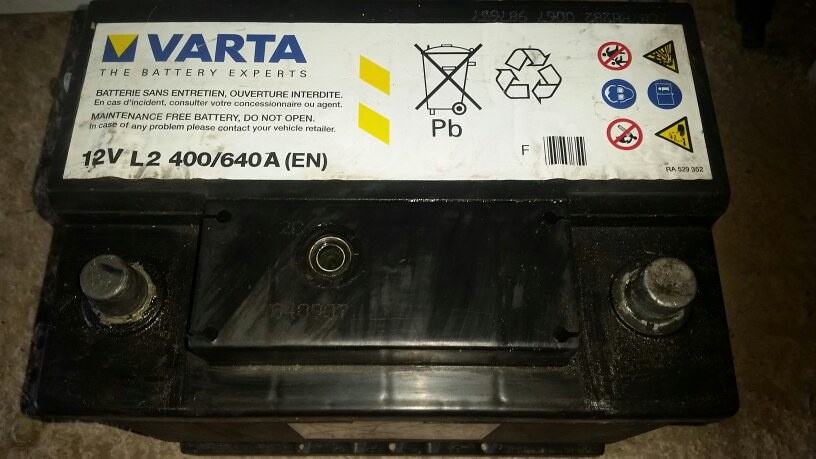 VARTA
THE BATTERY EXPERTS
BATTERIE SANS ENTRETIEN, OUVERTURE INTERDITE.
En cas d'incident, consulter votre concessionnaire ou agent.
MAINTENANCE FREE BATTERY, DO NOT OPEN.
In case of any problem please contact your vehicle retailer.
12V L2 400/640A (EN)
Pb
F
RA 529 352